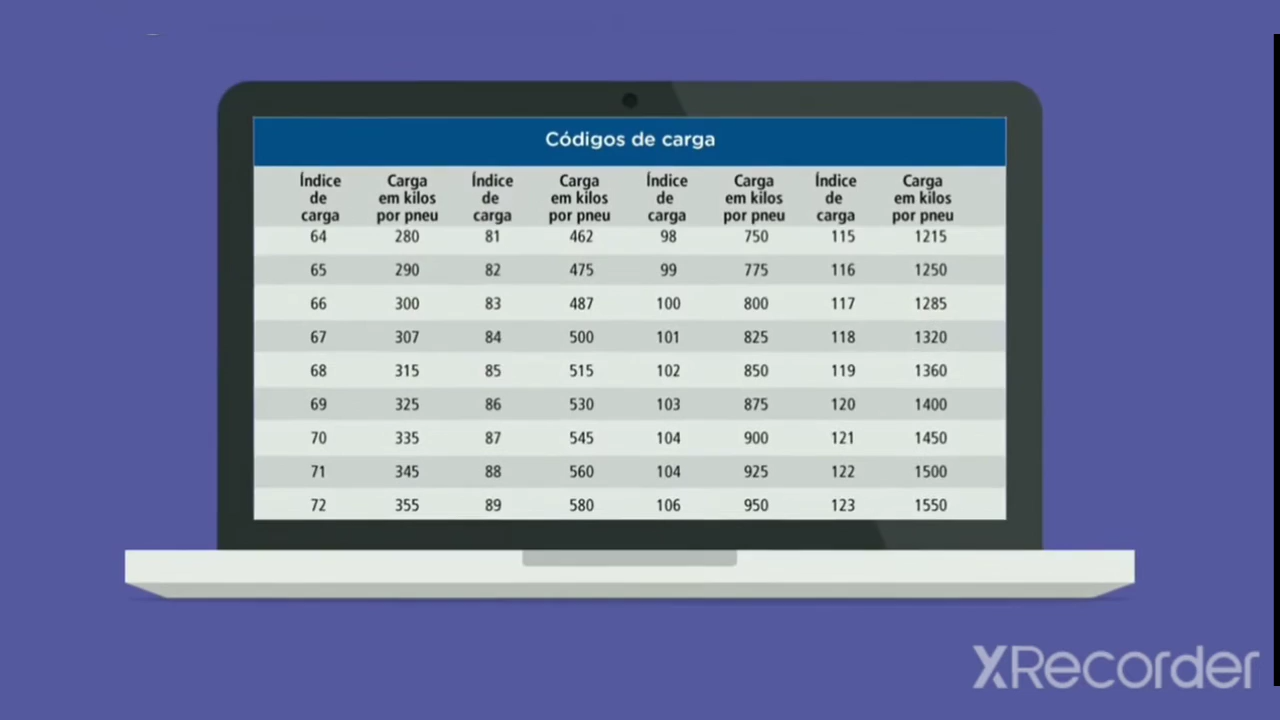 Códigos de carga
Índice de carga Carga em kilos por pneu Índice de carga Carga em kilos por pneu Índice de carga Carga em kilos por pneu Índice de carga Carga em kilos por pneu
64 280 81 462 98 750 115 1215
65 290 82 475 99 775 116 1250
66 300 83 487 100 800 117 1285
67 307 84 500 101 825 118 1320
68 315 85 515 102 850 119 1360
69 325 86 530 103 875 120 1400
70 335 87 545 104 900 121 1450
71 345 88 560 104 925 122 1500
72 355 89 580 106 950 123 1550
XRecorder